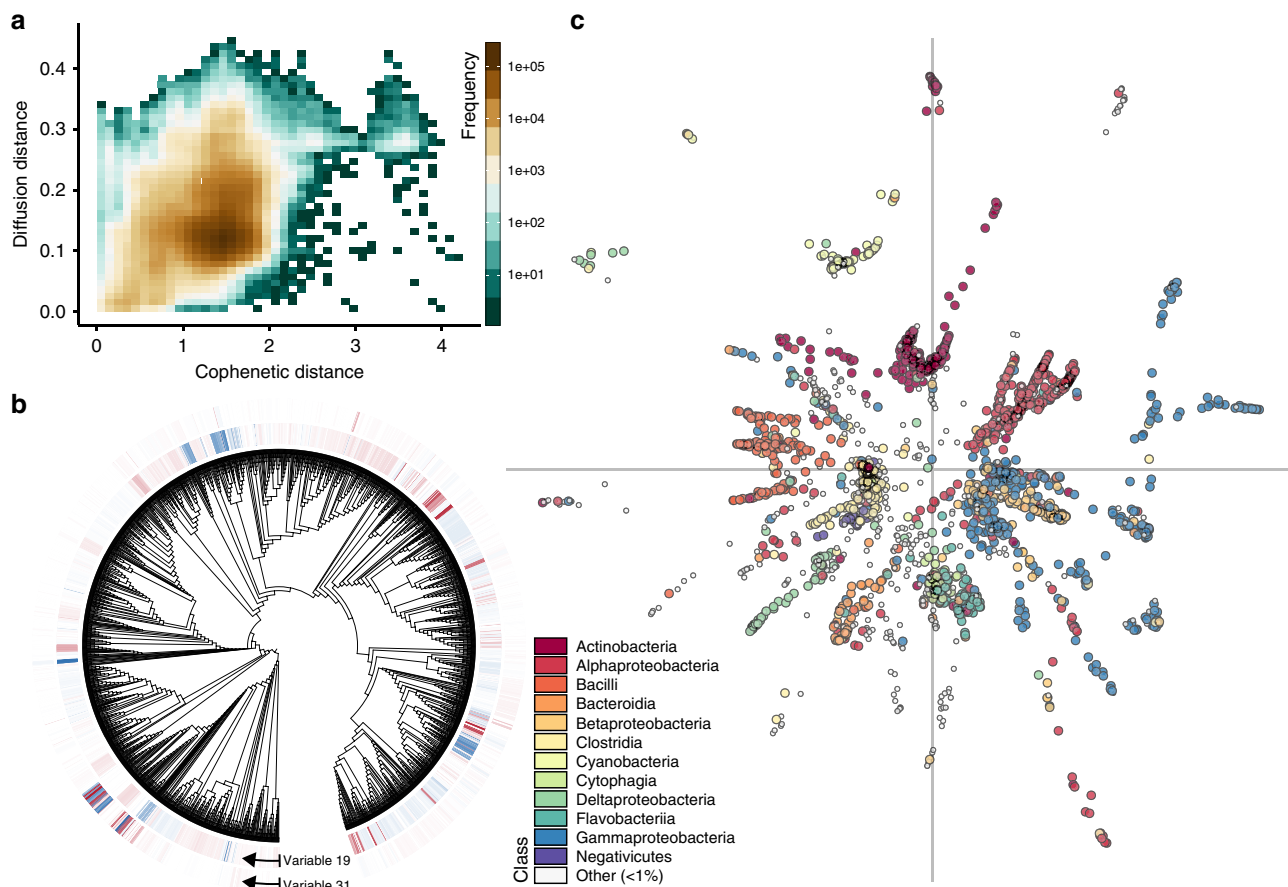 a
Diffusion distance
0.4
0.3
0.2
0.1
0.0
0
1
2
3
4
Cophenetic distance
Frequency
1e+05
1e+04
1e+03
1e+02
1e+01
b
Variable 19
Variable 31
c
Class
Actinobacteria
Alphaproteobacteria
Bacilli
Bacteroidia
Betaproteobacteria
Clostridia
Cyanobacteria
Cytophagia
Deltaproteobacteria
Flavobacteriia
Gammaproteobacteria
Negativicutes
Other (<1%)